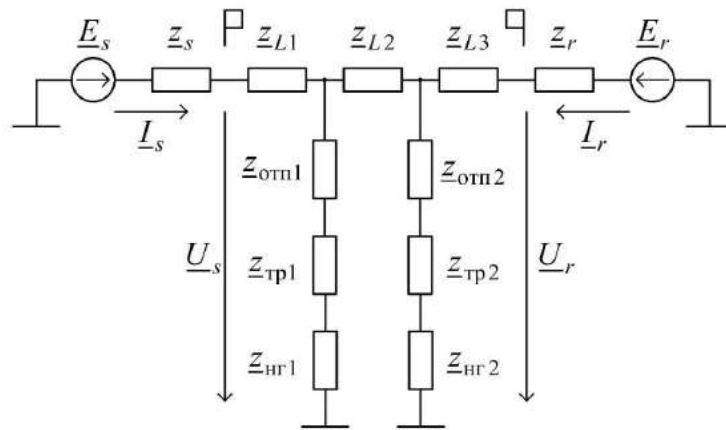 E_s z_s z_L1 z_L2 z_L3 z_r E_r
I_s I_r
z_отп1 z_отп2
U_s z_тр1 z_тр2 U_r
z_нг1 z_нг2